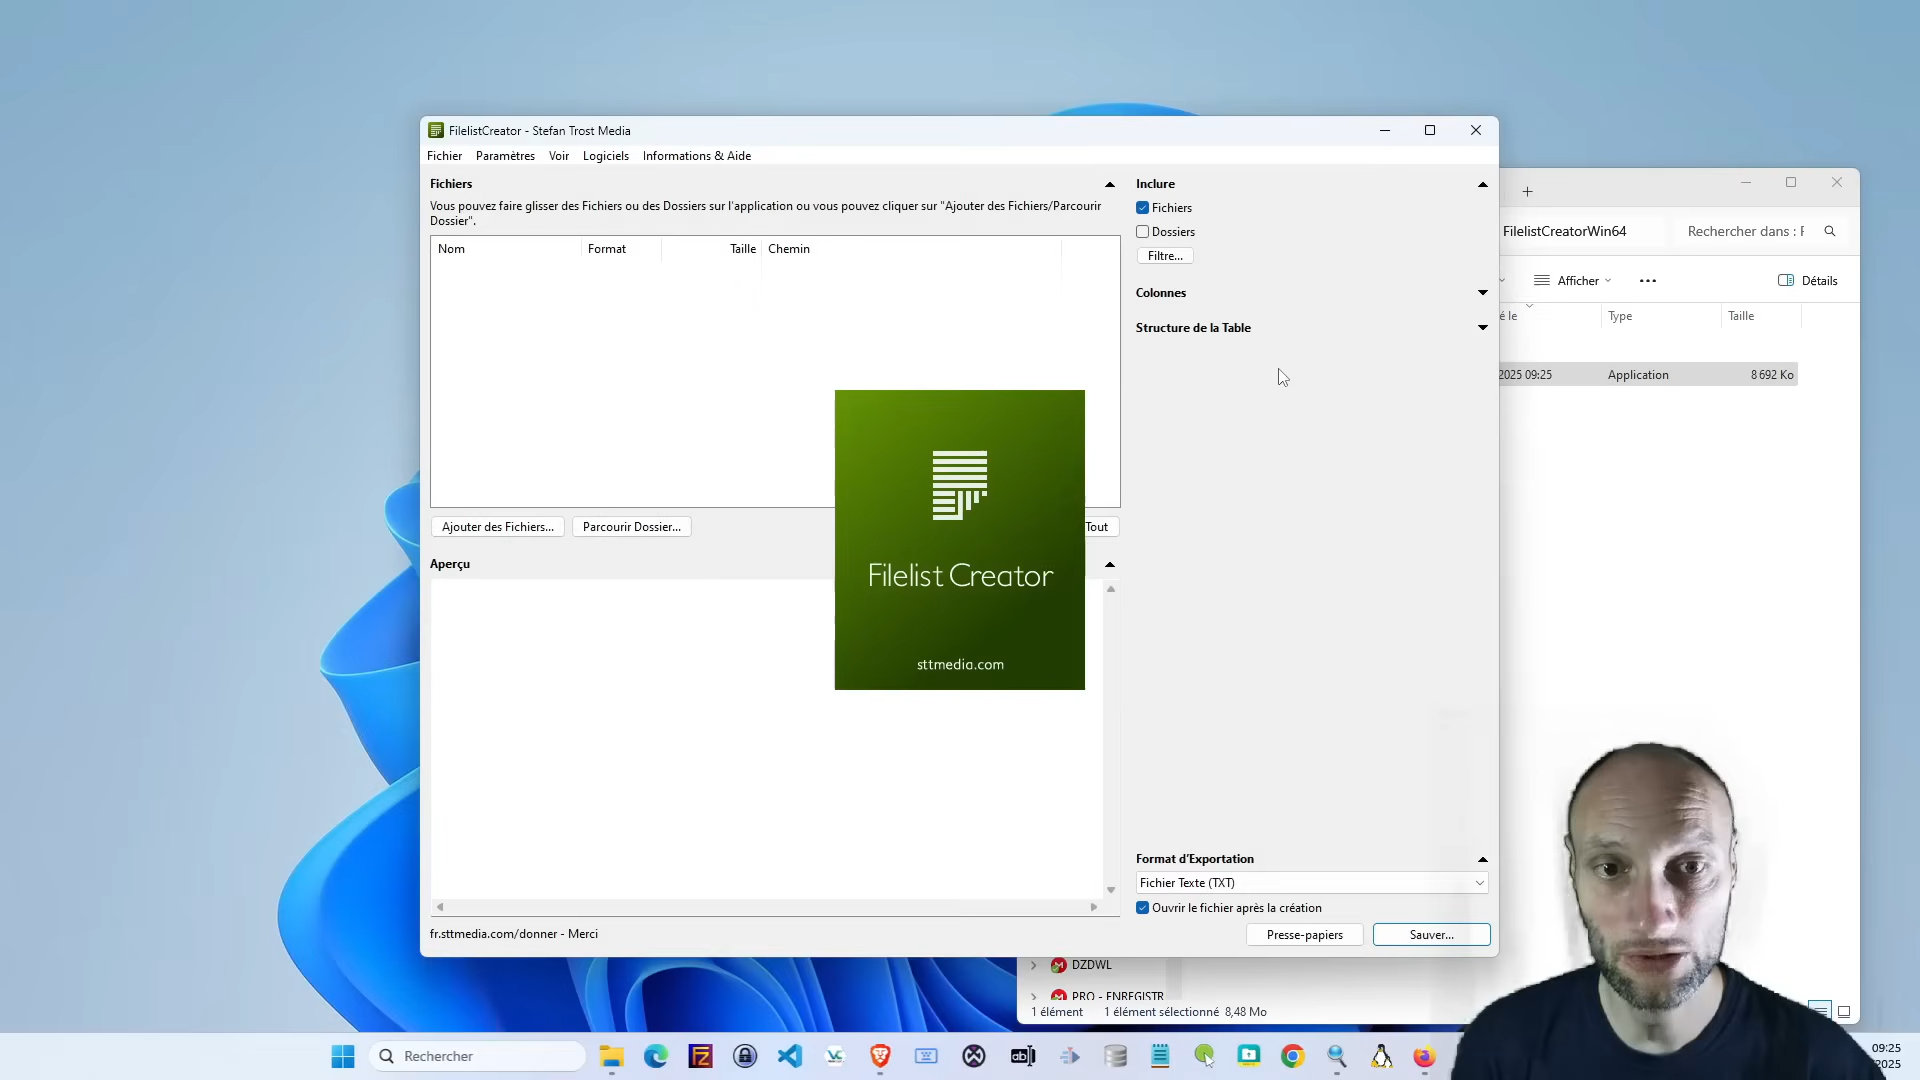 FilelistCreator - Stefan Trost Media
Fichier Paramètres Voir Logiciels Informations & Aide
Fichiers
Vous pouvez faire glisser des Fichiers ou des Dossiers sur l'application ou vous pouvez cliquer sur "Ajouter des Fichiers/Parcourir
Dossier".
Nom Format Taille Chemin
Ajouter des Fichiers... Parcourir Dossier... Tout
Aperçu
Filelist Creator
sttmedia.com
fr.sttmedia.com/donner - Merci
Inclure
Fichiers
Dossiers
Filtre...
Colonnes
Structure de la Table
Format d'Exportation
Fichier Texte (TXT)
Ouvrir le fichier après la création
Presse-papiers Sauver...
FilelistCreatorWin64 Rechercher dans :
Afficher Détails
é le Type Taille
2025 09:25 Application 8 692 Ko
DZDWL
PRO - ENREGISTR
1 élément 1 élément sélectionné 8,48 Mo
Rechercher
abI
09:25
2025